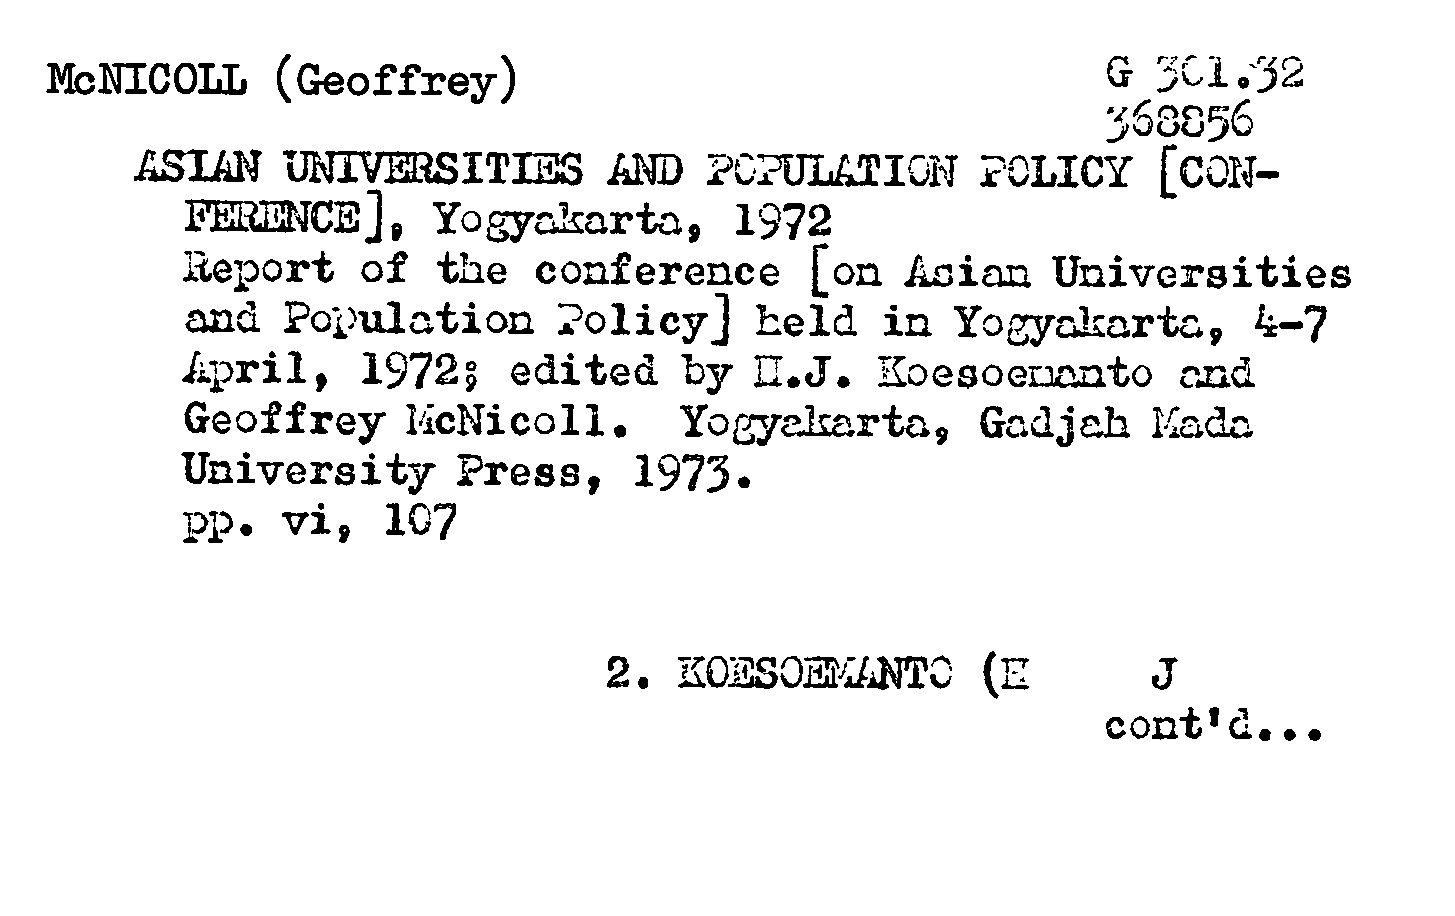 McNICOLL (Geoffrey)
G 301.32
368856
ASIAN UNIVERSITIES AND POPULATION POLICY [CON-
FERENCE], Yogyakarta, 1972
Report of the conference [on Asian Universities
and Population Policy] held in Yogyakarta, 4-7
April, 1972; edited by H.J. Koesoemanto and
Geoffrey McNicoll. Yogyakarta, Gadjah Mada
University Press, 1973.
pp. vi, 107
2. KOESOEMANTO (H J
cont'd...